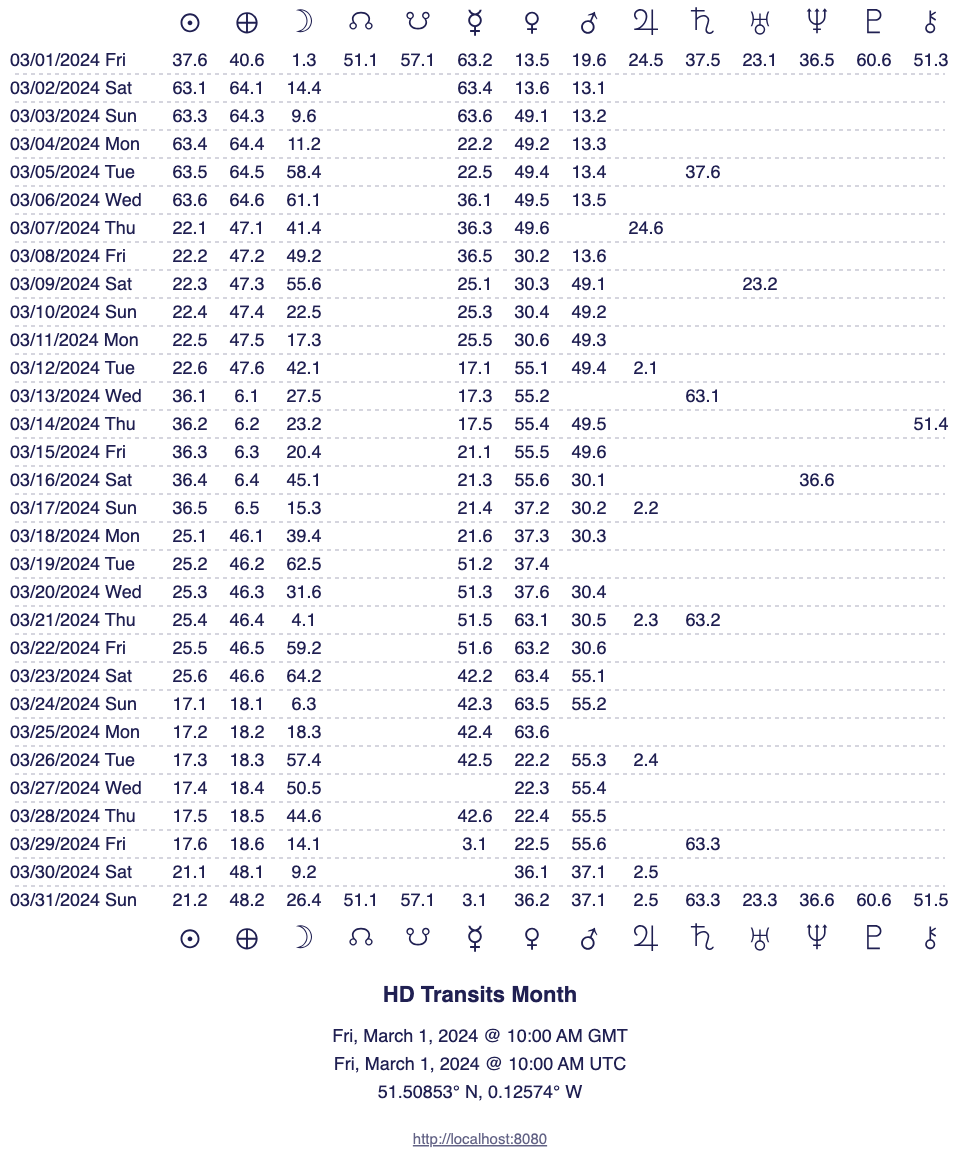 ☉ ⊕ ☽ ☊ ☋ ☿ ♀ ♂ ♃ ♄ ♅ ♆ ♇ ⚷
03/01/2024 Fri 37.6 40.6 1.3 51.1 57.1 63.2 13.5 19.6 24.5 37.5 23.1 36.5 60.6 51.3
03/02/2024 Sat 63.1 64.1 14.4 63.4 13.6 13.1
03/03/2024 Sun 63.3 64.3 9.6 63.6 49.1 13.2
03/04/2024 Mon 63.4 64.4 11.2 22.2 49.2 13.3
03/05/2024 Tue 63.5 64.5 58.4 22.5 49.4 13.4 37.6
03/06/2024 Wed 63.6 64.6 61.1 36.1 49.5 13.5
03/07/2024 Thu 22.1 47.1 41.4 36.3 49.6 24.6
03/08/2024 Fri 22.2 47.2 49.2 36.5 30.2 13.6
03/09/2024 Sat 22.3 47.3 55.6 25.1 30.3 49.1 23.2
03/10/2024 Sun 22.4 47.4 22.5 25.3 30.4 49.2
03/11/2024 Mon 22.5 47.5 17.3 25.5 30.6 49.3
03/12/2024 Tue 22.6 47.6 42.1 17.1 55.1 49.4 2.1
03/13/2024 Wed 36.1 6.1 27.5 17.3 55.2 63.1
03/14/2024 Thu 36.2 6.2 23.2 17.5 55.4 49.5 51.4
03/15/2024 Fri 36.3 6.3 20.4 21.1 55.5 49.6
03/16/2024 Sat 36.4 6.4 45.1 21.3 55.6 30.1 36.6
03/17/2024 Sun 36.5 6.5 15.3 21.4 37.2 30.2 2.2
03/18/2024 Mon 25.1 46.1 39.4 21.6 37.3 30.3
03/19/2024 Tue 25.2 46.2 62.5 51.2 37.4
03/20/2024 Wed 25.3 46.3 31.6 51.3 37.6 30.4
03/21/2024 Thu 25.4 46.4 4.1 51.5 63.1 30.5 2.3 63.2
03/22/2024 Fri 25.5 46.5 59.2 51.6 63.2 30.6
03/23/2024 Sat 25.6 46.6 64.2 42.2 63.4 55.1
03/24/2024 Sun 17.1 18.1 6.3 42.3 63.5 55.2
03/25/2024 Mon 17.2 18.2 18.3 42.4 63.6
03/26/2024 Tue 17.3 18.3 57.4 42.5 22.2 55.3 2.4
03/27/2024 Wed 17.4 18.4 50.5 22.3 55.4
03/28/2024 Thu 17.5 18.5 44.6 42.6 22.4 55.5
03/29/2024 Fri 17.6 18.6 14.1 3.1 22.5 55.6 63.3
03/30/2024 Sat 21.1 48.1 9.2 36.1 37.1 2.5
03/31/2024 Sun 21.2 48.2 26.4 51.1 57.1 3.1 36.2 37.1 2.5 63.3 23.3 36.6 60.6 51.5
☉ ⊕ ☽ ☊ ☋ ☿ ♀ ♂ ♃ ♄ ♅ ♆ ♇ ⚷
HD Transits Month
Fri, March 1, 2024 @ 10:00 AM GMT
Fri, March 1, 2024 @ 10:00 AM UTC
51.50853° N, 0.12574° W
http://localhost:8080